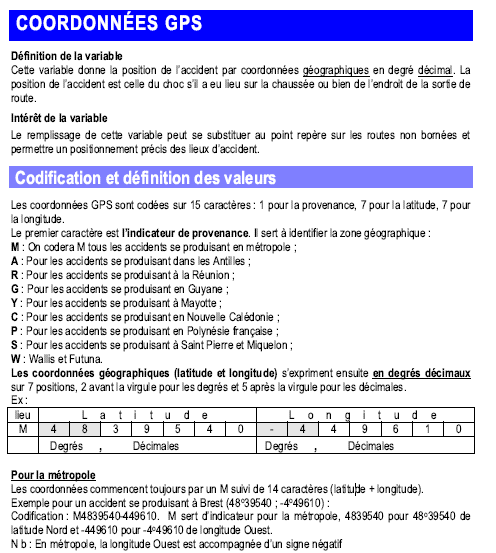 COORDONNÉES GPS
Définition de la variable
Cette variable donne la position de l'accident par coordonnées géographiques en degré décimal. La
position de l'accident est celle du choc s'il a eu lieu sur la chaussée ou bien de l'endroit de la sortie de
route.
Intérêt de la variable
Le remplissage de cette variable peut se substituer au point repère sur les routes non bornées et
permettre un positionnement précis des lieux d'accident.
Codification et définition des valeurs
Les coordonnées GPS sont codées sur 15 caractères : 1 pour la provenance, 7 pour la latitude, 7 pour
la longitude.
Le premier caractère est l'indicateur de provenance. Il sert à identifier la zone géographique :
M : On codera M tous les accidents se produisant en métropole ;
A : Pour les accidents se produisant dans les Antilles ;
R : Pour les accidents se produisant à la Réunion ;
G : Pour les accidents se produisant en Guyane ;
Y : Pour les accidents se produisant à Mayotte ;
C : Pour les accidents se produisant en Nouvelle Calédonie ;
P : Pour les accidents se produisant en Polynésie française ;
S : Pour les accidents se produisant à Saint Pierre et Miquelon ;
W : Wallis et Futuna.
Les coordonnées géographiques (latitude et longitude) s'expriment ensuite en degrés décimaux
sur 7 positions, 2 avant la virgule pour les degrés et 5 après la virgule pour les décimales.
Ex :
lieu L a t i t u d e L o n g i t u d e
M 4 8 3 9 5 4 0 - 4 4 9 6 1 0
Degrés , Décimales Degrés , Décimales
Pour la métropole
Les coordonnées commencent toujours par un M suivi de 14 caractères (latitude + longitude).
Exemple pour un accident se produisant à Brest (48º39540 ; -4º49610) :
Codification : M4839540-449610. M sert d'indicateur pour la métropole, 4839540 pour 48º39540 de
latitude Nord et -449610 pour -4º49610 de longitude Ouest.
N b : En métropole, la longitude Ouest est accompagnée d'un signe négatif